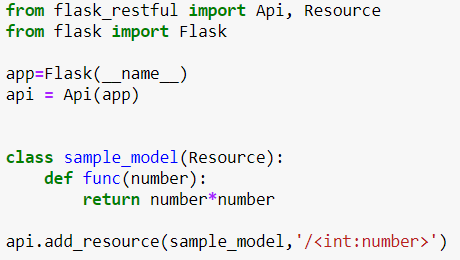 from flask_restful import Api, Resource
from flask import Flask

app=Flask(__name__)
api = Api(app)


class sample_model(Resource):
    def func(number):
        return number*number

api.add_resource(sample_model,'/<int:number>')